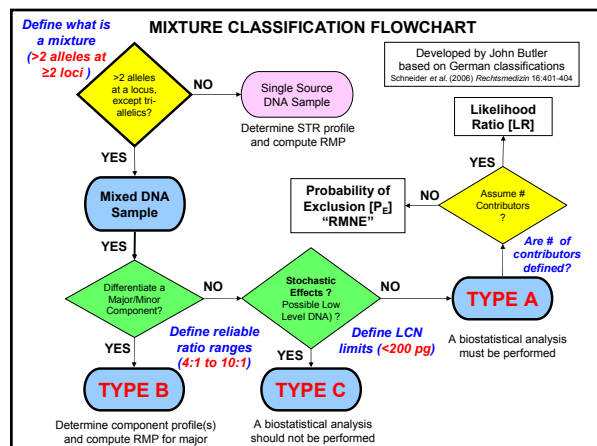 MIXTURE CLASSIFICATION FLOWCHART
Define what is
a mixture
(>2 alleles at
≥2 loci )
>2 alleles
at a locus,
except tri-
allelics?
NO
Single Source
DNA Sample
Determine STR profile
and compute RMP
Developed by John Butler
based on German classifications
Schneider et al. (2006) Rechtsmedizin 16:401-404
Likelihood
Ratio [LR]
YES
YES
Mixed DNA
Sample
Probability of
Exclusion [PE]
“RMNE”
NO
Assume #
Contributors
?
YES
Are # of
contributors
defined?
Differentiate a
Major/Minor
Component?
NO
Stochastic
Effects ?
Possible Low
Level DNA) ?
NO
TYPE A
Define reliable
ratio ranges
(4:1 to 10:1)
Define LCN
limits (<200 pg)
A biostatistical analysis
must be performed
YES
YES
TYPE B
TYPE C
Determine component profile(s)
and compute RMP for major
A biostatistical analysis
should not be performed